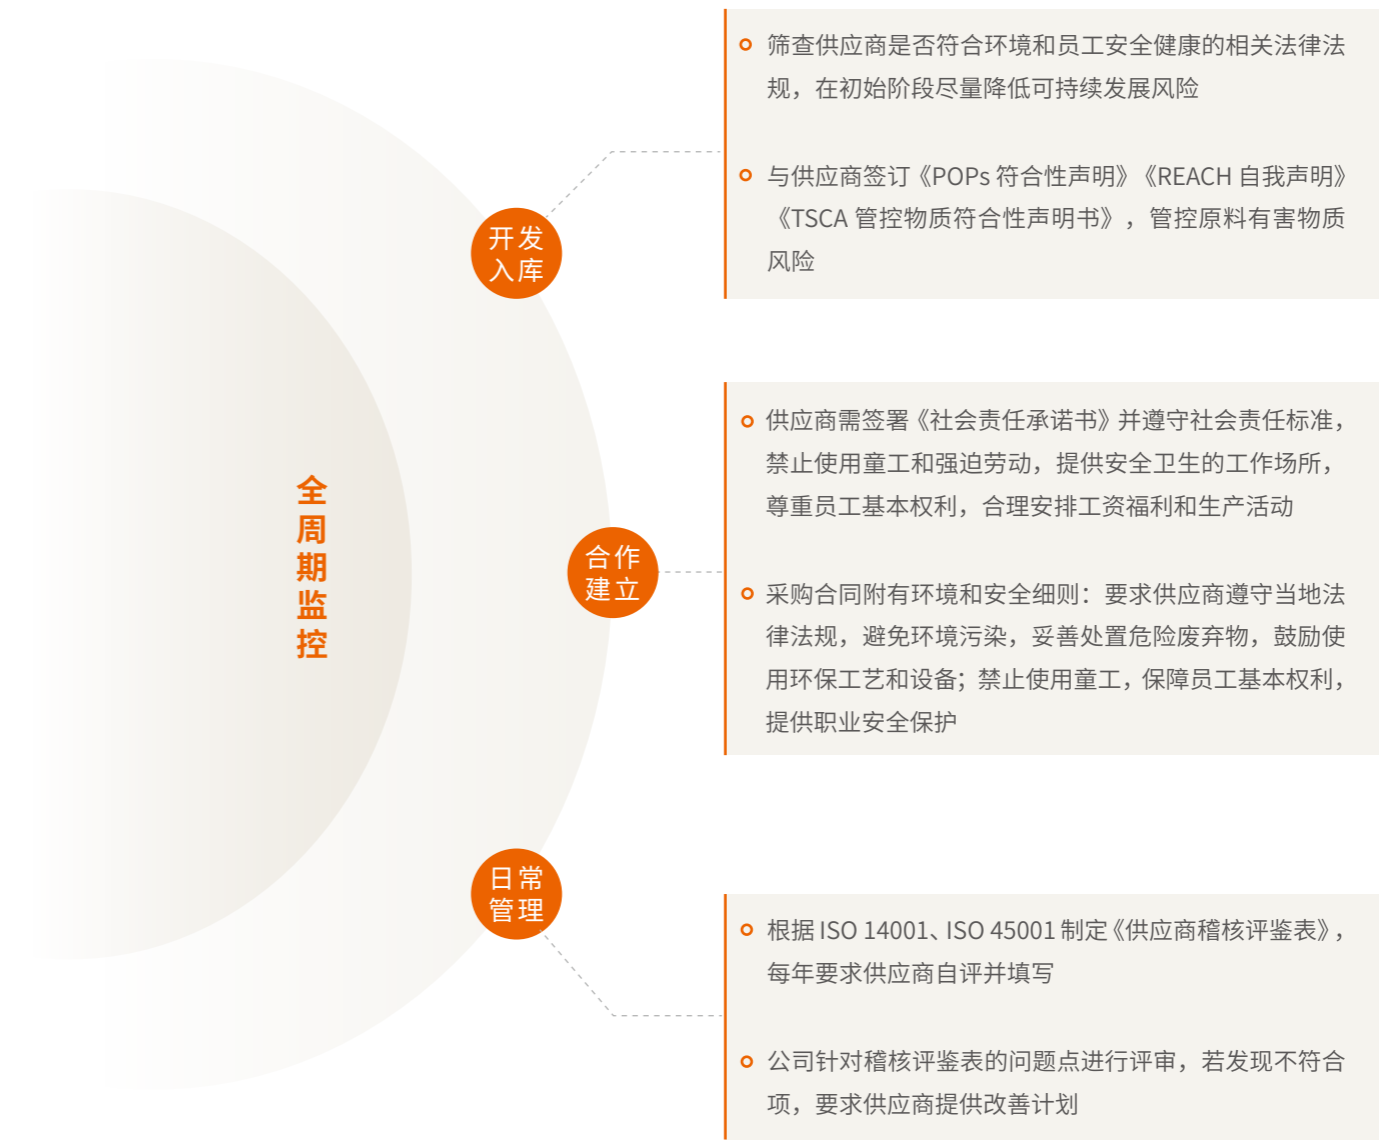 全周期监控
开发
入库
筛查供应商是否符合环境和员工安全健康的相关法律法
规，在初始阶段尽量降低可持续发展风险
与供应商签订《POPs 符合性声明》《REACH 自我声明》
《TSCA 管控物质符合性声明书》，管控原料有害物质
风险
合作
建立
供应商需签署《社会责任承诺书》并遵守社会责任标准，
禁止使用童工和强迫劳动，提供安全卫生的工作场所，
尊重员工基本权利，合理安排工资福利和生产活动
采购合同附有环境和安全细则：要求供应商遵守当地法
律法规，避免环境污染，妥善处置危险废弃物，鼓励使
用环保工艺和设备；禁止使用童工，保障员工基本权利，
提供职业安全保护
日常
管理
根据 ISO 14001、ISO 45001 制定《供应商稽核评鉴表》，
每年要求供应商自评并填写
公司针对稽核评鉴表的问题点进行评审，若发现不符合
项，要求供应商提供改善计划